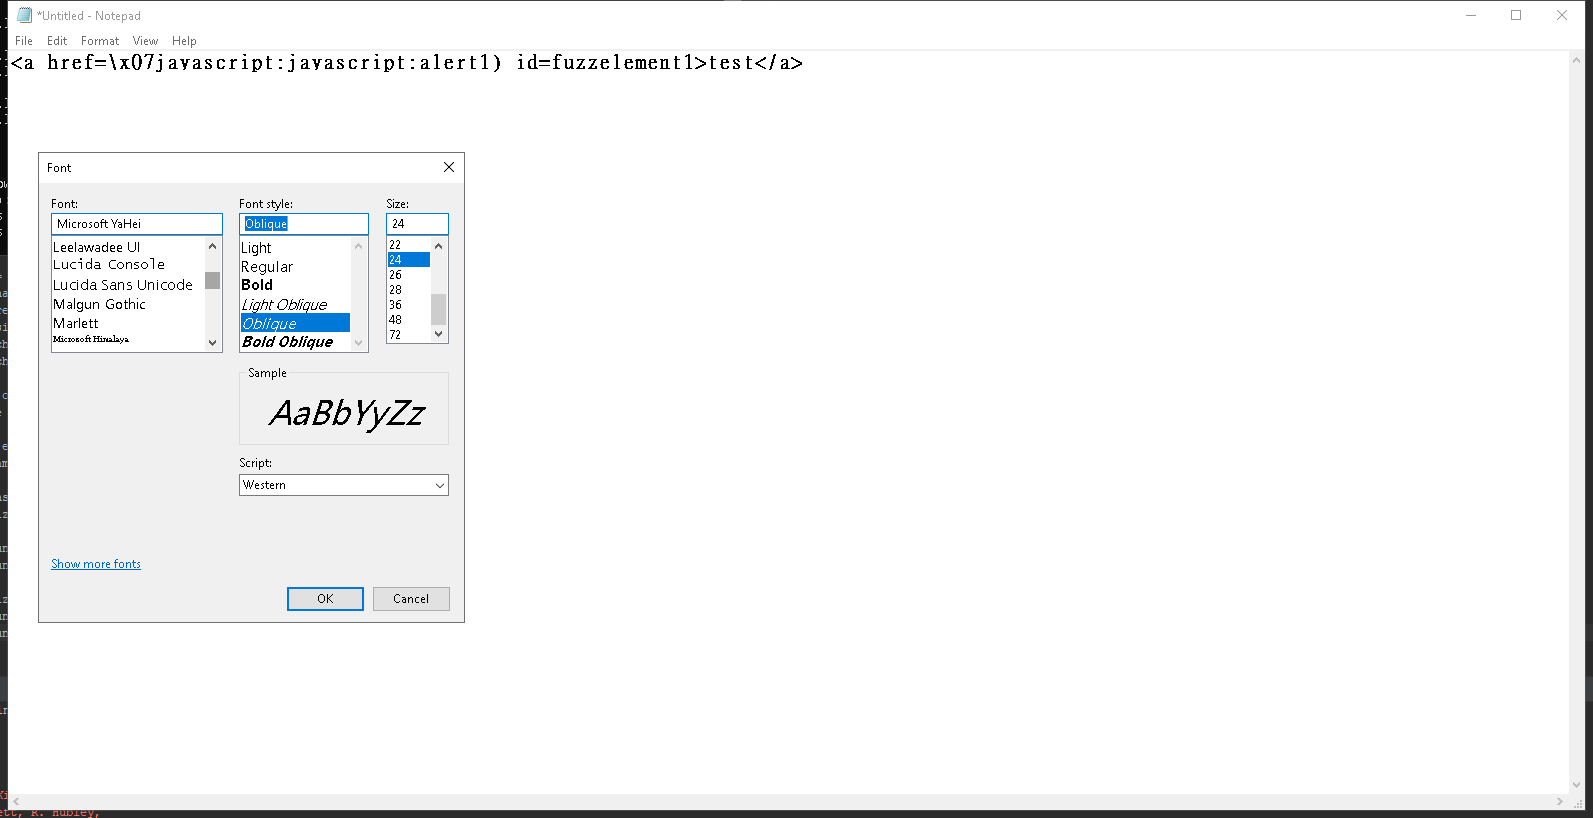 *Untitled - Notepad
File Edit Format View Help
<a href=\x07javascript:javascript:alert1) id=fuzzelement1>test</a>
Font
Font: Font style: Size:
Microsoft YaHei Oblique 24
Leelawadee UI
Lucida Console
Lucida Sans Unicode
Malgun Gothic
Marlett
Microsoft Himalaya
Light
Regular
Bold
Light Oblique
Oblique
Bold Oblique
22
24
26
28
36
48
72
Sample
AaBbYyZz
Script:
Western
Show more fonts
OK Cancel
R. Hubley,